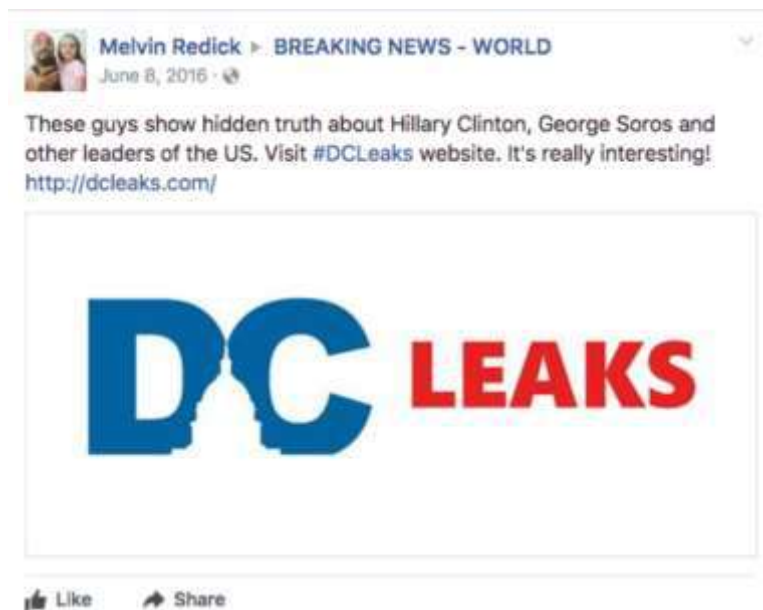 Melvin Redick ▸ BREAKING NEWS - WORLD
June 8, 2016 ·
These guys show hidden truth about Hillary Clinton, George Soros and
other leaders of the US. Visit #DCLeaks website. It's really interesting!
http://dcleaks.com/
DC LEAKS
Like Share